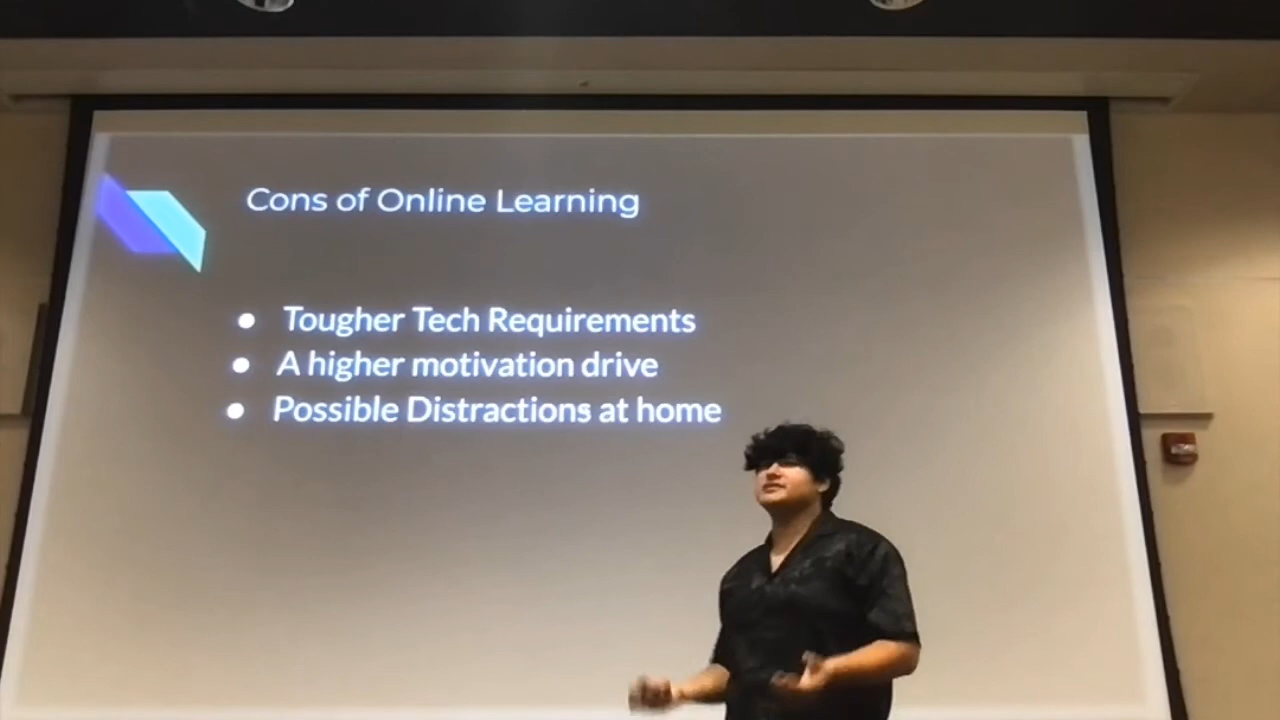 Cons of Online Learning
● Tougher Tech Requirements
● A higher motivation drive
● Possible Distractions at home